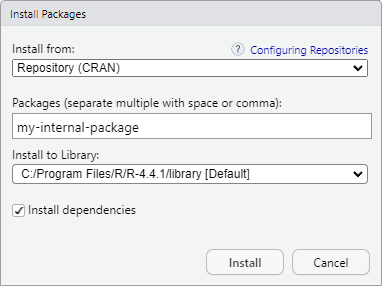 Install Packages
Install from:
? Configuring Repositories
Repository (CRAN)
Packages (separate multiple with space or comma):
my-internal-package
Install to Library:
C:/Program Files/R/R-4.4.1/library [Default]
Install dependencies
Install Cancel